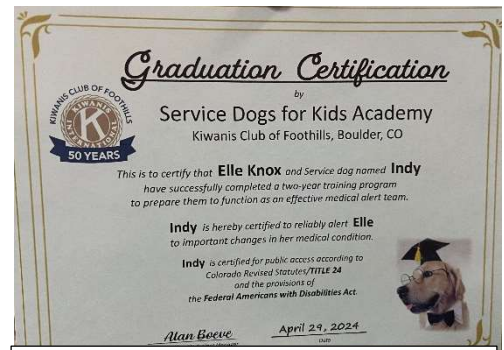 Graduation Certification
by
Service Dogs for Kids Academy
Kiwanis Club of Foothills, Boulder, CO
KIWANIS CLUB OF FOOTHILLS
KIWANIS
K
INTERNATIONAL
50 YEARS
This is to certify that Elle Knox and Service dog named Indy
have successfully completed a two-year training program
to prepare them to function as an effective medical alert team.
Indy is hereby certified to reliably alert Elle
to important changes in her medical condition.
Indy is certified for public access according to
Colorado Revised Statutes/TITLE 24
and the provisions of
the Federal Americans with Disabilities Act.
Alan Boeve
April 29, 2024
Date